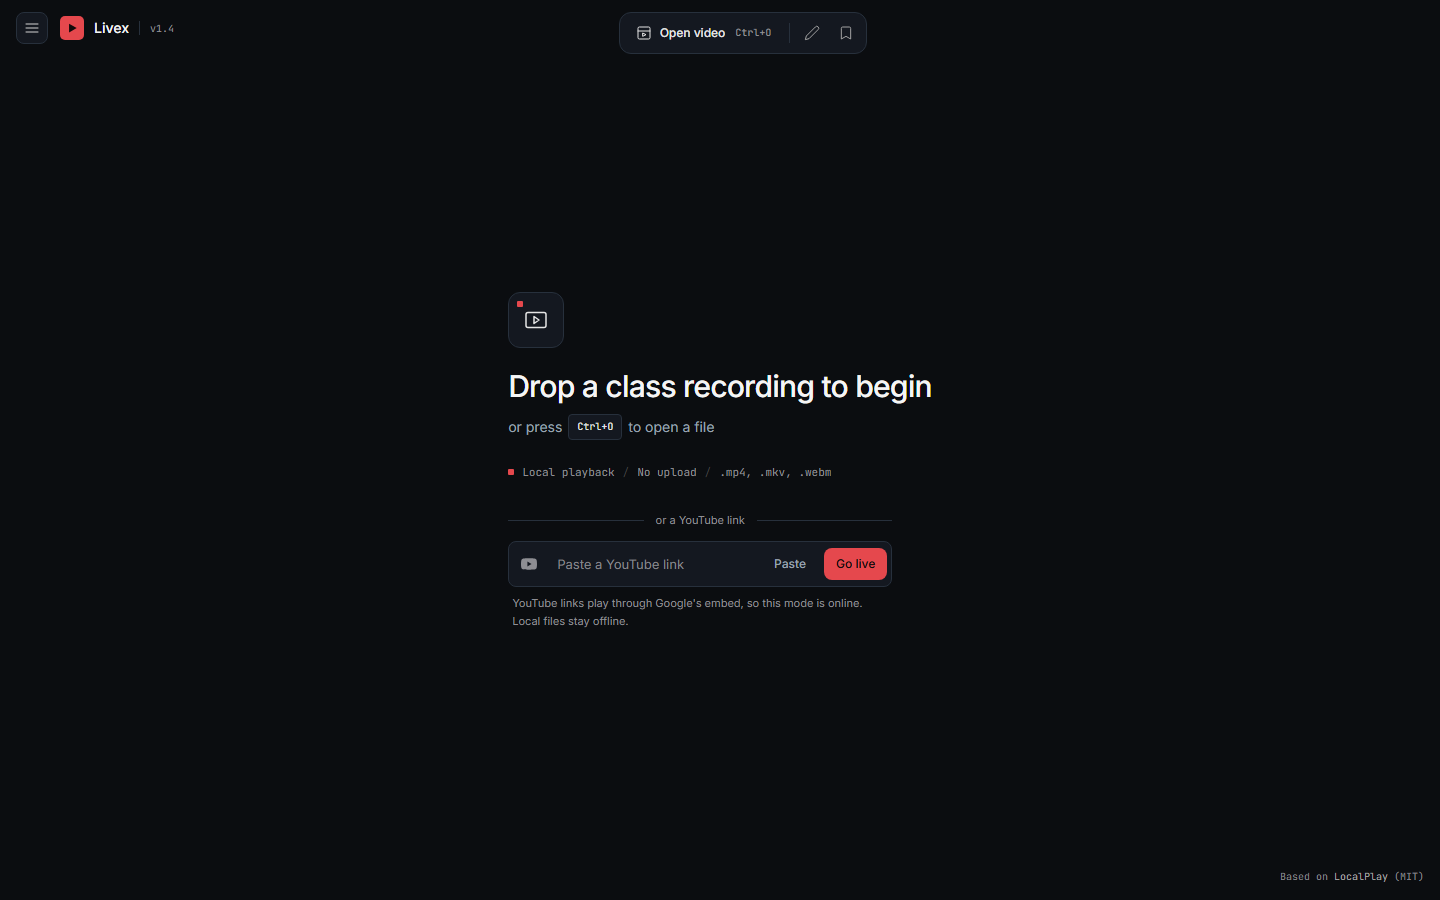 Livex v1.4
Open video Ctrl+O
Drop a class recording to begin
or press Ctrl+O to open a file
Local playback / No upload / .mp4, .mkv, .webm
or a YouTube link
Paste a YouTube link Paste Go live
YouTube links play through Google's embed, so this mode is online.
Local files stay offline.
Based on LocalPlay (MIT)